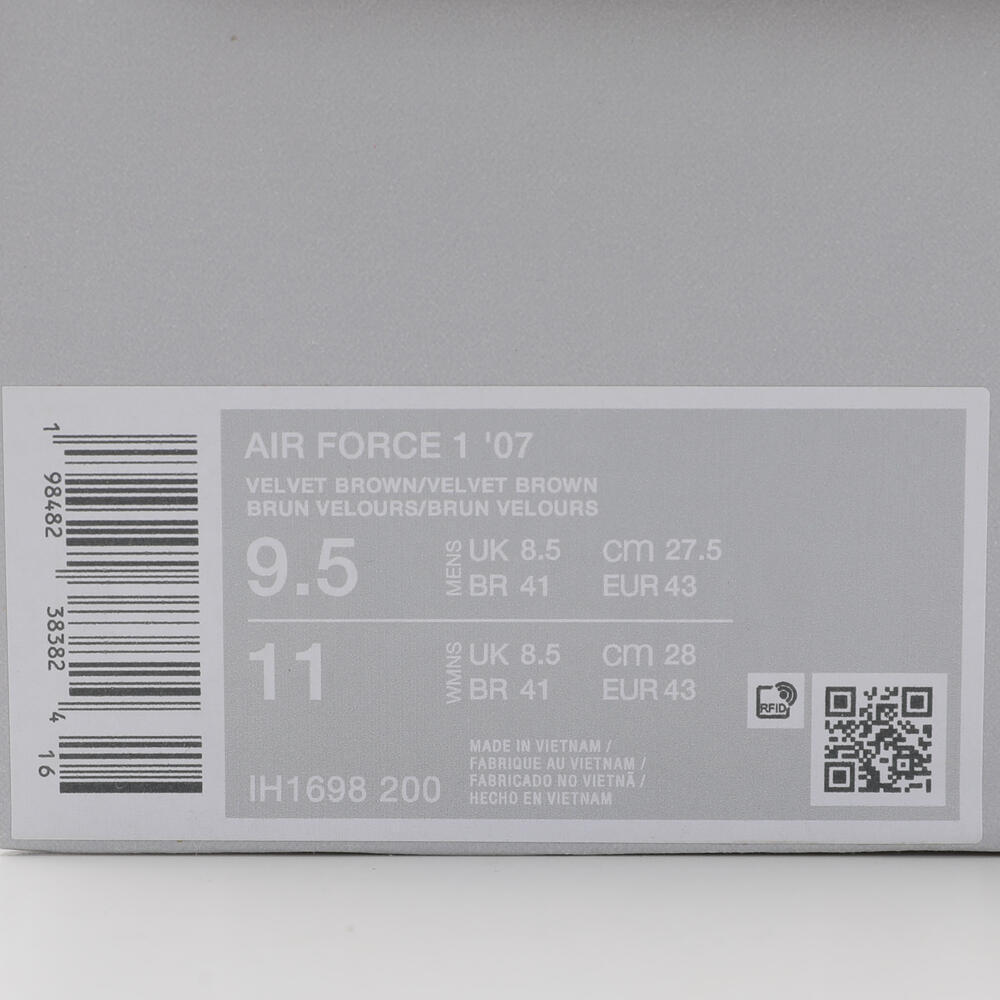 1 98482 38382 4 16
AIR FORCE 1 '07
VELVET BROWN/VELVET BROWN
BRUN VELOURS/BRUN VELOURS
9.5 MENS UK 8.5 cm 27.5
BR 41 EUR 43
11 WMNS UK 8.5 cm 28
BR 41 EUR 43
RFID
MADE IN VIETNAM /
FABRIQUE AU VIETNAM /
FABRICADO NO VIETNÃ /
HECHO EN VIETNAM
IH1698 200